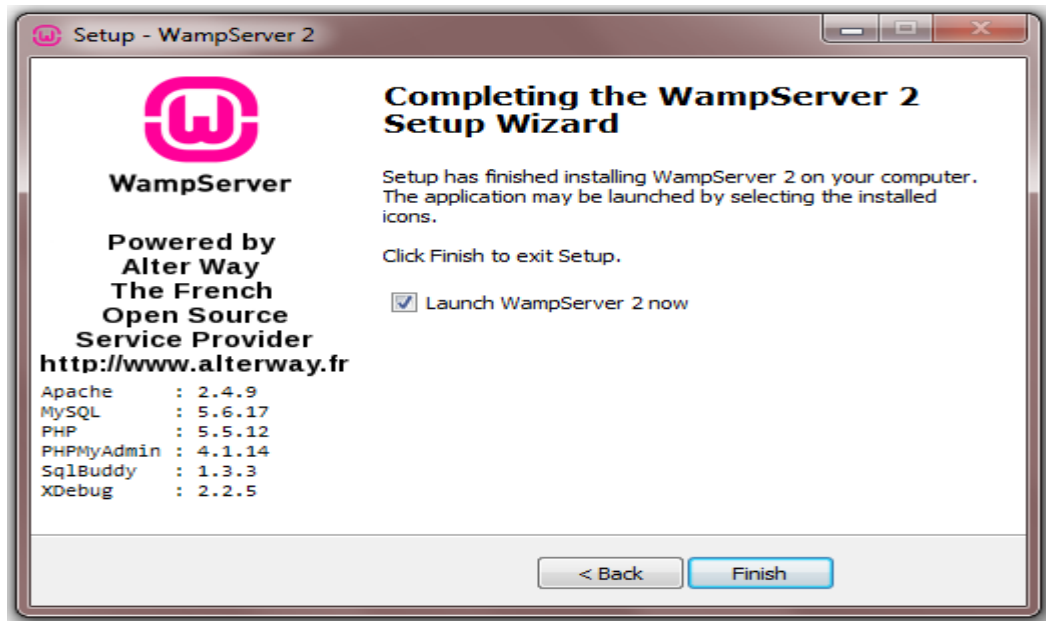 Setup - WampServer 2
WampServer
Powered by
Alter Way
The French
Open Source
Service Provider
http://www.alterway.fr
Apache : 2.4.9
MySQL : 5.6.17
PHP : 5.5.12
PHPMyAdmin : 4.1.14
SqlBuddy : 1.3.3
XDebug : 2.2.5
Completing the WampServer 2
Setup Wizard
Setup has finished installing WampServer 2 on your computer.
The application may be launched by selecting the installed
icons.
Click Finish to exit Setup.
Launch WampServer 2 now
< Back
Finish